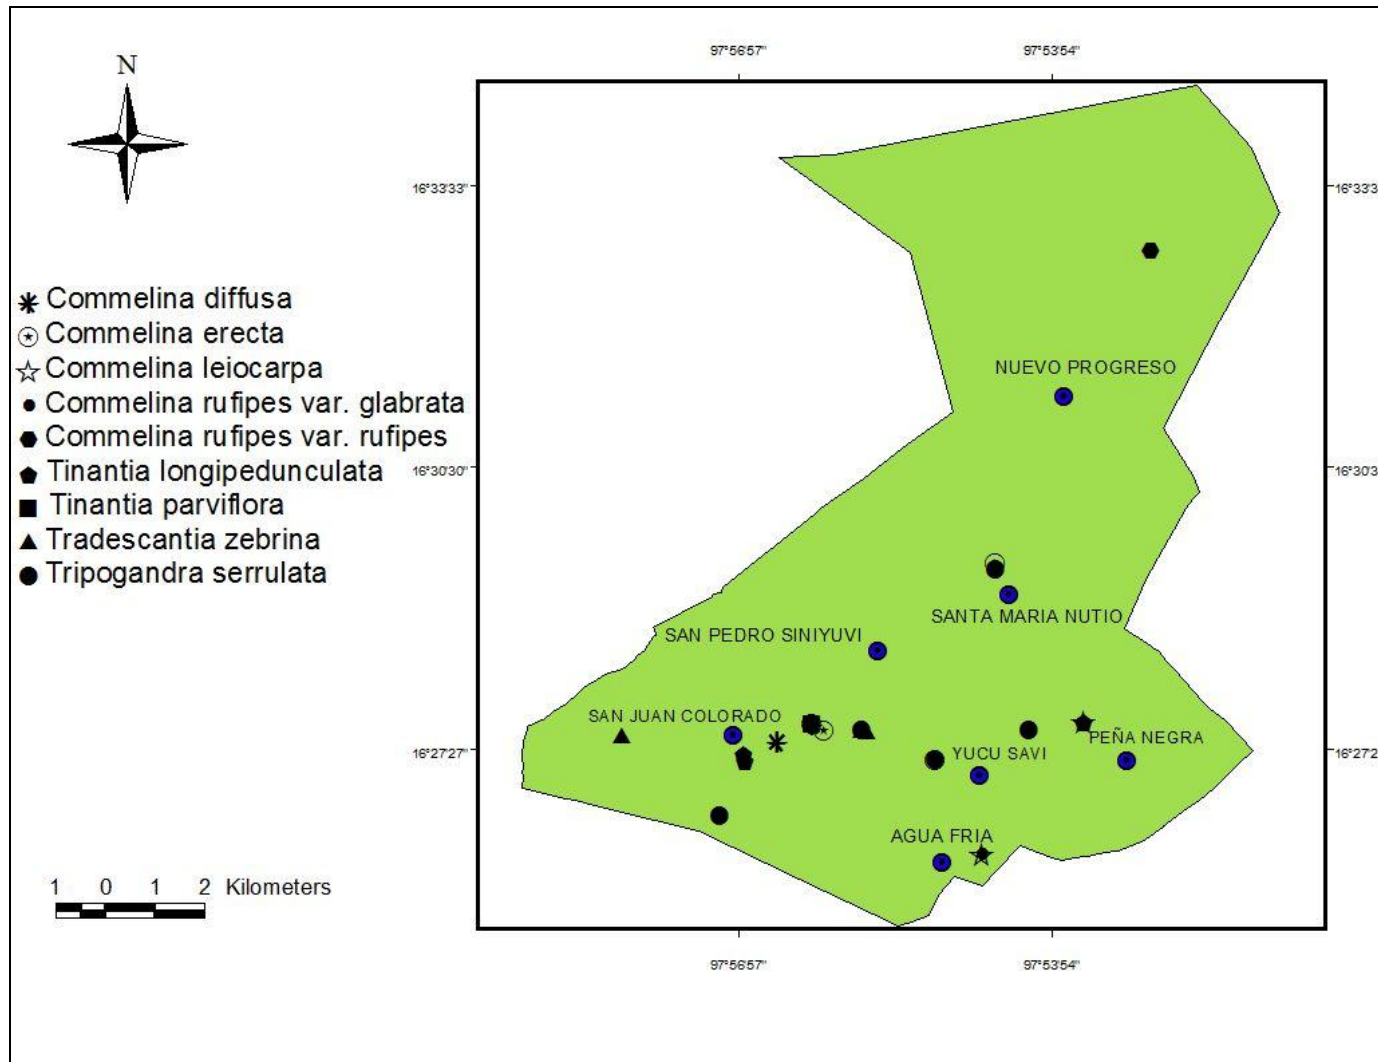 97°56'57" 97°53'54"
N
16°33'33" 16°33'3
Commelina diffusa
Commelina erecta
Commelina leiocarpa
Commelina rufipes var. glabrata
Commelina rufipes var. rufipes
Tinantia longipedunculata
Tinantia parviflora
Tradescantia zebrina
Tripogandra serrulata
NUEVO PROGRESO
16°30'30" 16°30'3
SANTA MARIA NUTIO
SAN PEDRO SINIYUVI
SAN JUAN COLORADO
PEÑA NEGRA
YUCU SAVI
16°27'27" 16°27'2
AGUA FRIA
1 0 1 2 Kilometers
97°56'57" 97°53'54"